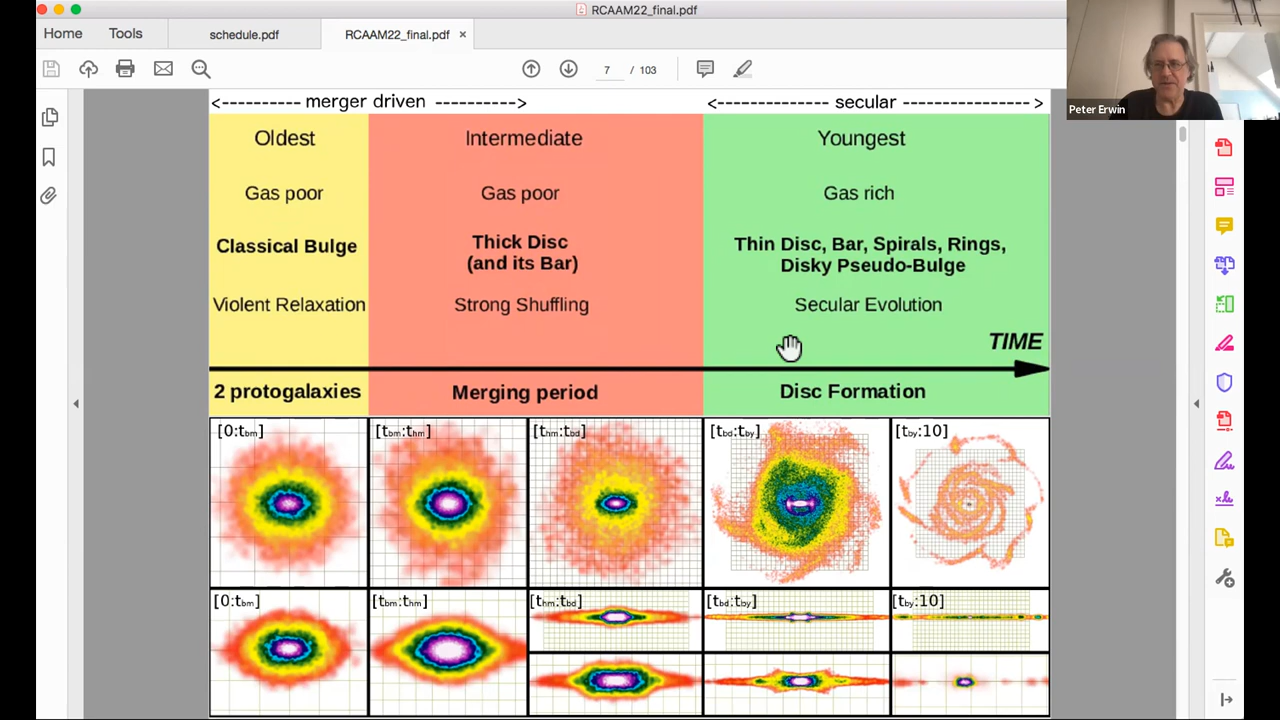 RCAAM22_final.pdf
Home Tools schedule.pdf RCAAM22_final.pdf ×
7 / 103
Peter Erwin
<---------- merger driven ----------> <-------------- secular --------------->
Oldest Intermediate Youngest
Gas poor Gas poor Gas rich
Classical Bulge
Thick Disc
(and its Bar)
Thin Disc, Bar, Spirals, Rings,
Disky Pseudo-Bulge
Violent Relaxation Strong Shuffling Secular Evolution
TIME
2 protogalaxies Merging period Disc Formation
[0:tbm] [tbm:thm] [thm:tbd] [tbd:tby] [tby:10]
[0:tbm] [tbm:thm] [thm:tbd] [tbd:tby] [tby:10]